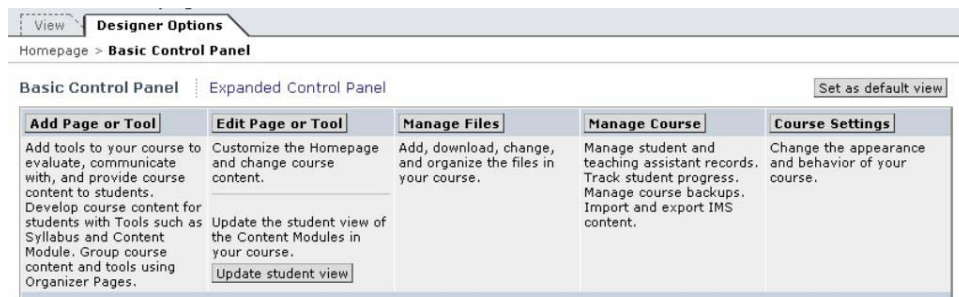 View Designer Options
Homepage > Basic Control Panel
Basic Control Panel Expanded Control Panel Set as default view
Add Page or Tool
Add tools to your course to
evaluate, communicate
with, and provide course
content to students.
Develop course content for
students with Tools such as
Syllabus and Content
Module. Group course
content and tools using
Organizer Pages.
Edit Page or Tool
Customize the Homepage
and change course
content.
Update the student view of
the Content Modules in
your course.
Update student view
Manage Files
Add, download, change,
and organize the files in
your course.
Manage Course
Manage student and
teaching assistant records.
Track student progress.
Manage course backups.
Import and export IMS
content.
Course Settings
Change the appearance
and behavior of your
course.